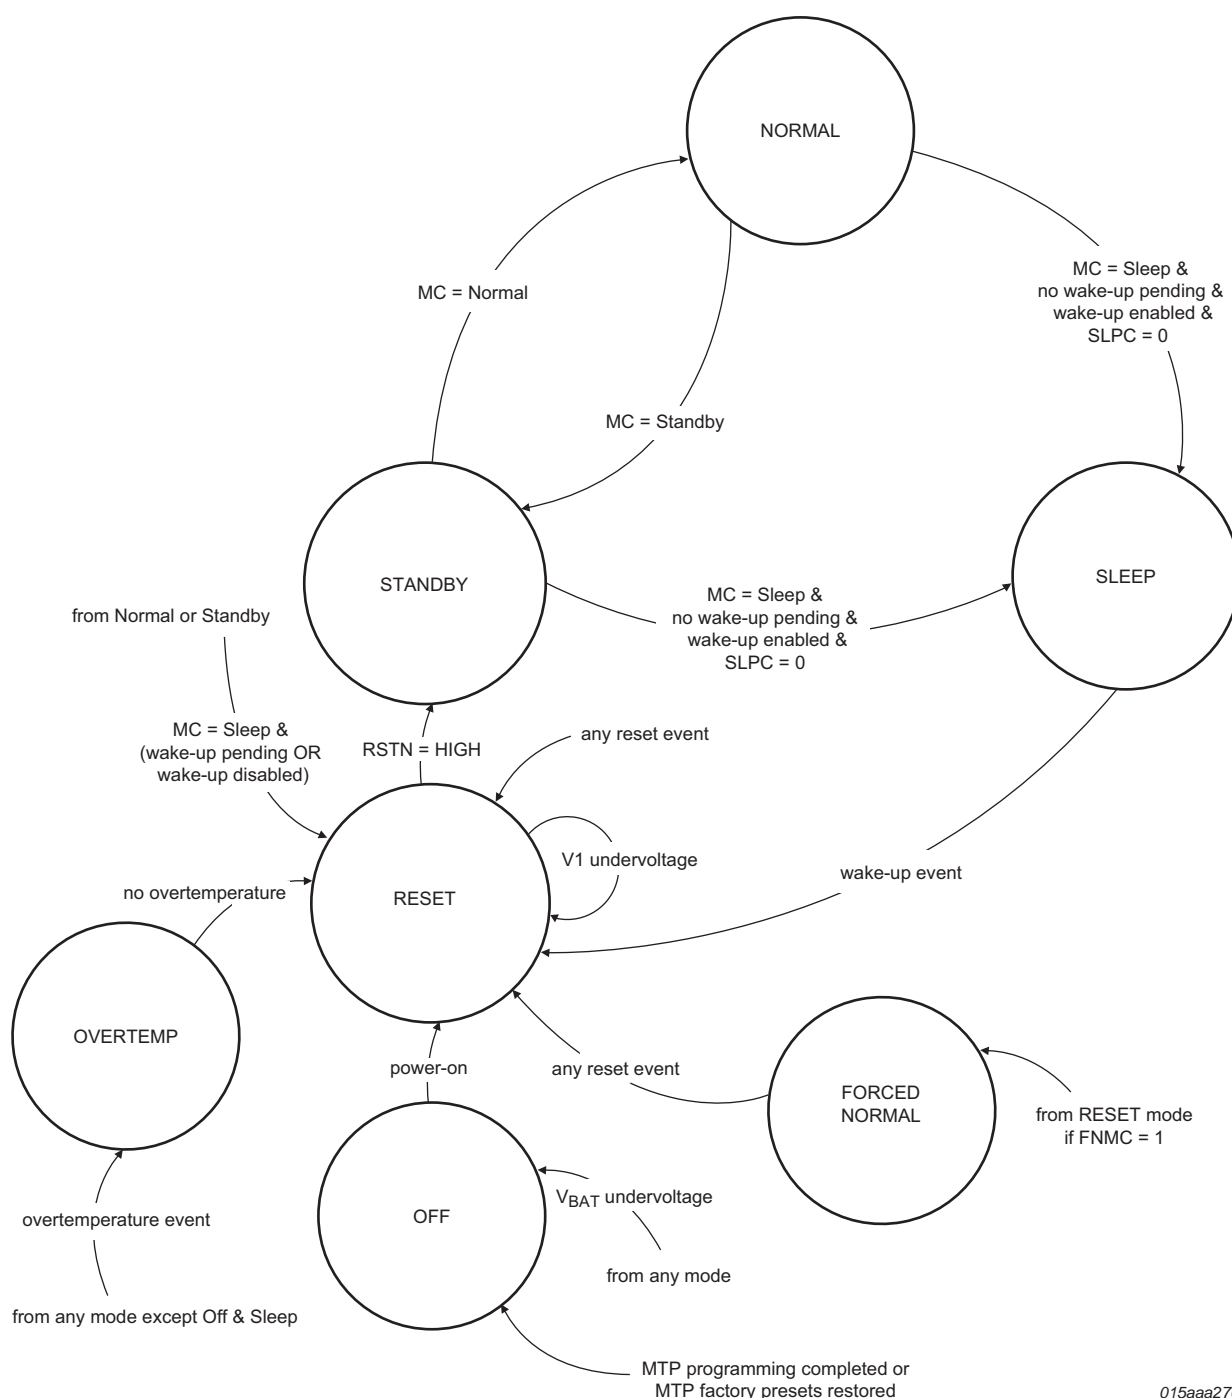 NORMAL
MC = Sleep &
no wake-up pending &
wake-up enabled &
SLPC = 0
MC = Normal
MC = Standby
STANDBY
SLEEP
MC = Sleep &
no wake-up pending &
wake-up enabled &
SLPC = 0
from Normal or Standby
MC = Sleep &
(wake-up pending OR
wake-up disabled)
RSTN = HIGH
any reset event
V1 undervoltage
wake-up event
no overtemperature
RESET
OVERTEMP
power-on
any reset event
FORCED
NORMAL
from RESET mode
if FNMC = 1
OFF
VBAT undervoltage
from any mode
overtemperature event
from any mode except Off & Sleep
MTP programming completed or
MTP factory presets restored
015aaa27